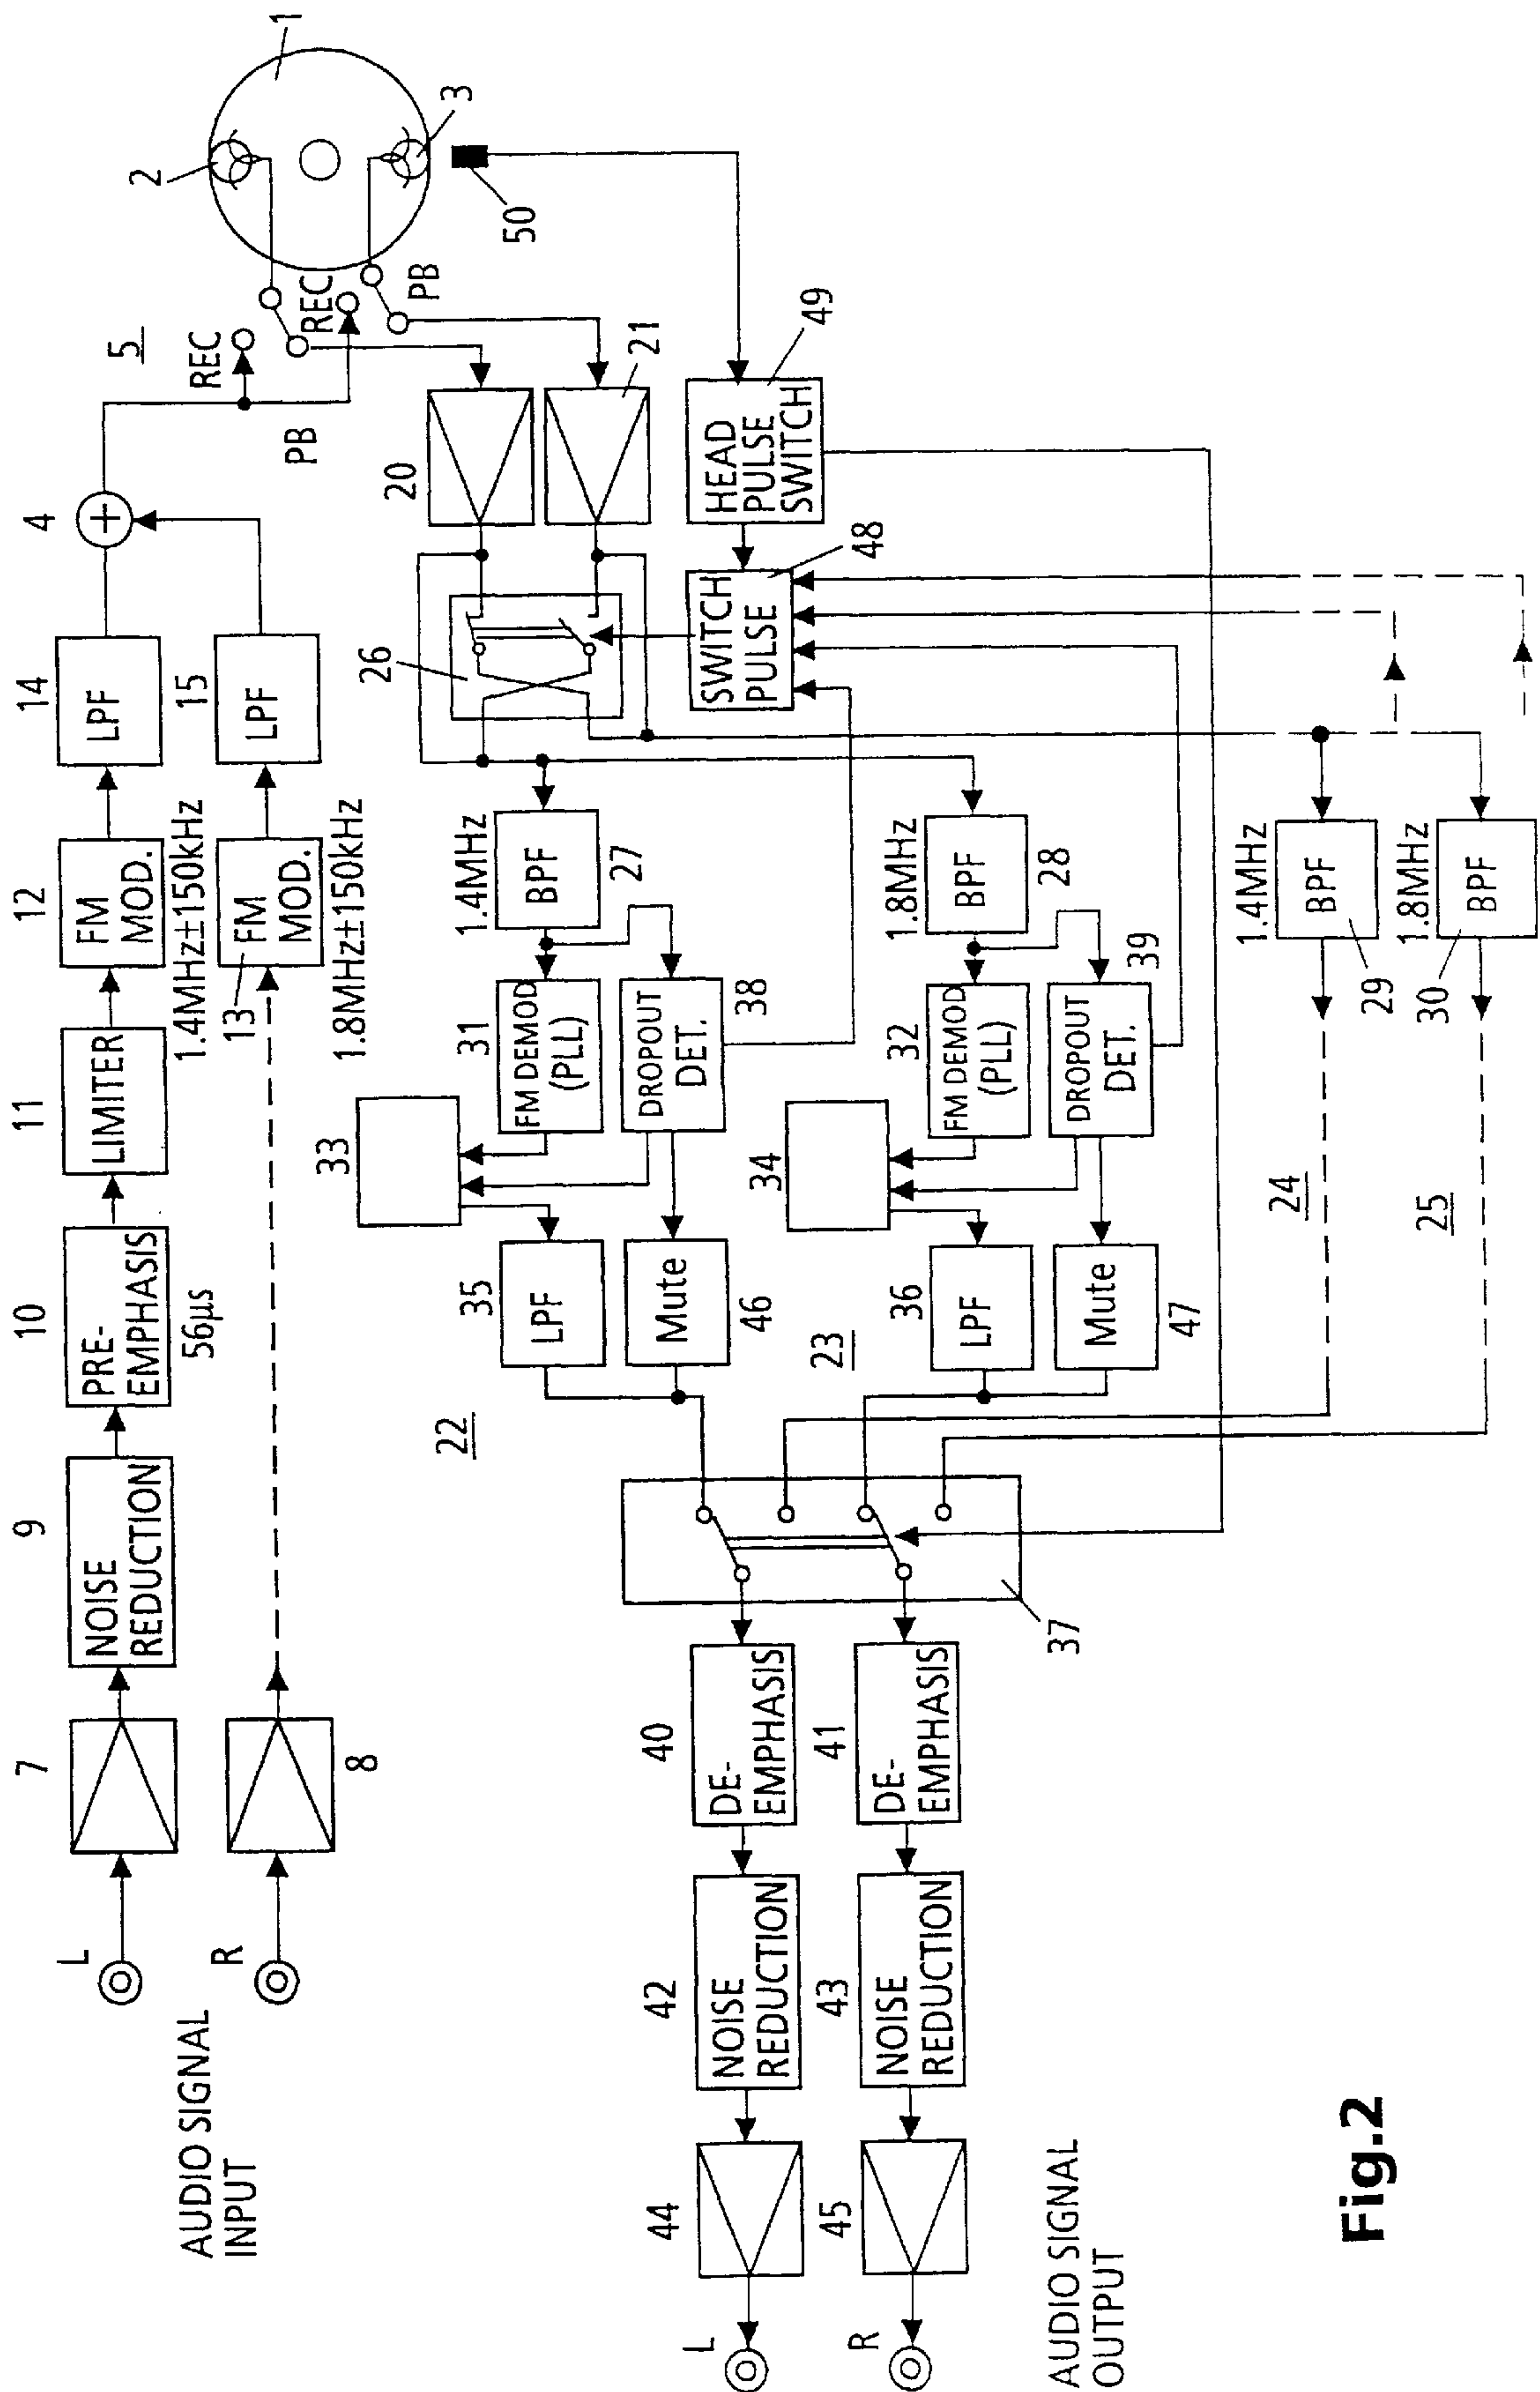 AUDIO SIGNAL
INPUT
L
R
7
8
9
NOISE
REDUCTION
10
PRE-
EMPHASIS
56µs
11
LIMITER
12
FM
MOD.
1.4MHz±150kHz
13
FM
MOD.
1.8MHz±150kHz
14
LPF
15
LPF
4
5
REC
PB
REC
PB
1
2
3
50
20
21
26
HEAD
PULSE
SWITCH
49
SWITCH
PULSE
48
1.4MHz
BPF
27
1.8MHz
BPF
28
1.4MHz
BPF
29
1.8MHz
BPF
30
31
FM DEMOD
(PLL)
DROPOUT
DET.
38
32
FM DEMOD
(PLL)
DROPOUT
DET.
39
33
34
35
LPF
Mute
46
36
LPF
Mute
47
22
23
24
25
37
40
DE-
EMPHASIS
41
DE-
EMPHASIS
42
NOISE
REDUCTION
43
NOISE
REDUCTION
44
45
L
R
AUDIO SIGNAL
OUTPUT
Fig.2